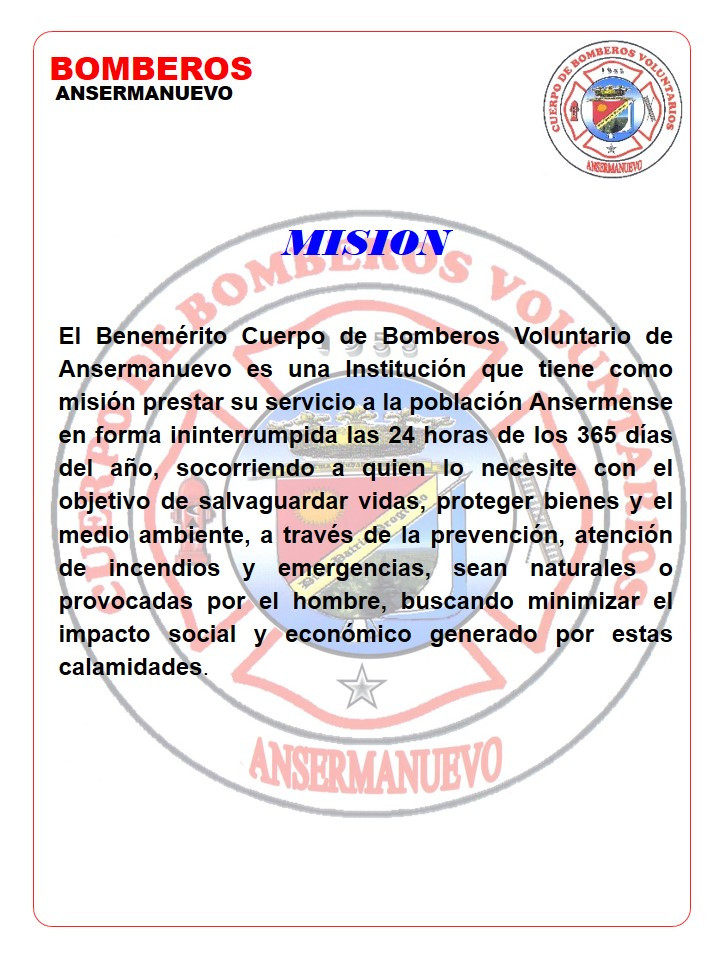 BOMBEROS
ANSERMANUEVO
CUERPO DE BOMBEROS VOLUNTARIOS
ANSERMANUEVO
MISION
El Benemérito Cuerpo de Bomberos Voluntario de
Ansermanuevo es una Institución que tiene como
misión prestar su servicio a la población Ansermense
en forma ininterrumpida las 24 horas de los 365 días
del año, socorriendo a quien lo necesite con el
objetivo de salvaguardar vidas, proteger bienes y el
medio ambiente, a través de la prevención, atención
de incendios y emergencias, sean naturales o
provocadas por el hombre, buscando minimizar el
impacto social y económico generado por estas
calamidades.
CUERPO DE BOMBEROS VOLUNTARIOS
ANSERMANUEVO